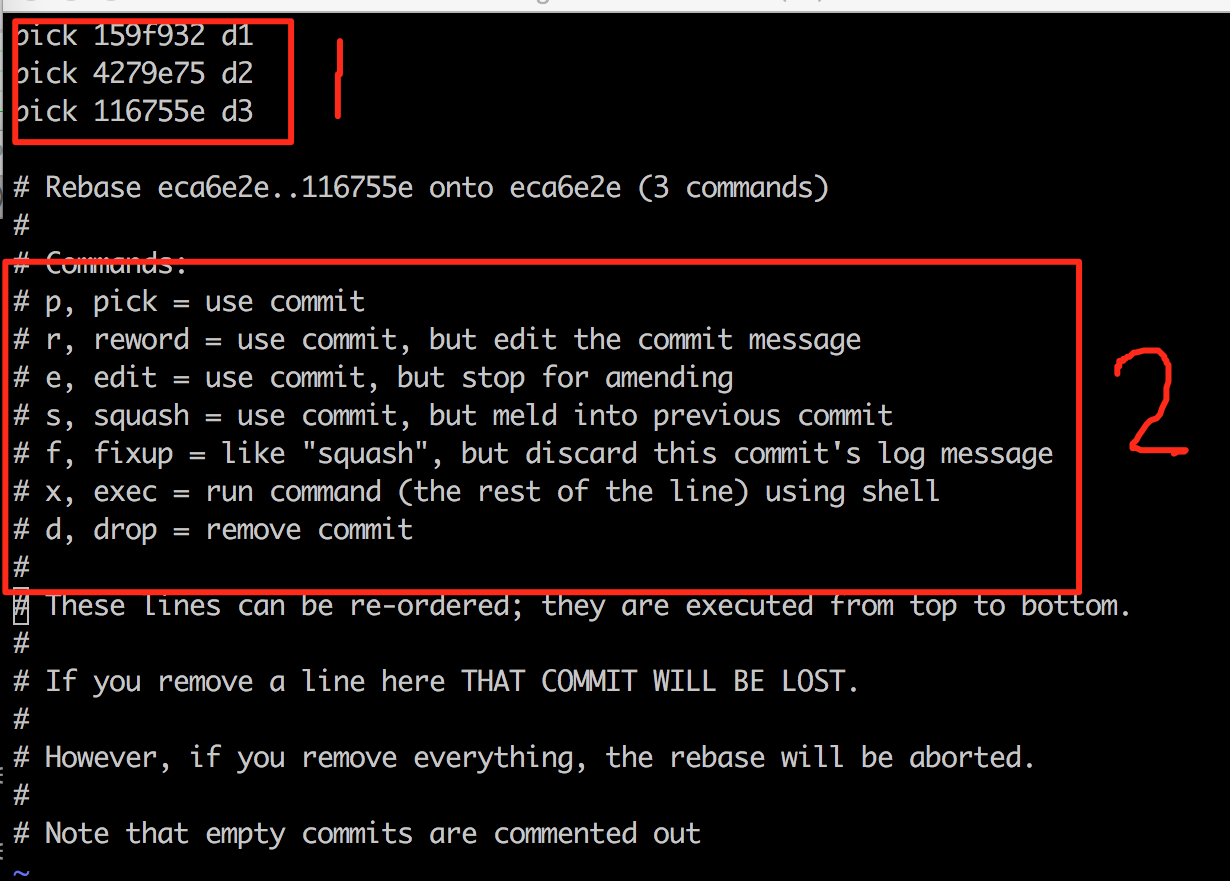 pick 159f932 d1
pick 4279e75 d2
pick 116755e d3
1
# Rebase eca6e2e..116755e onto eca6e2e (3 commands)
#
# Commands:
# p, pick = use commit
# r, reword = use commit, but edit the commit message
# e, edit = use commit, but stop for amending
# s, squash = use commit, but meld into previous commit
# f, fixup = like "squash", but discard this commit's log message
# x, exec = run command (the rest of the line) using shell
# d, drop = remove commit
#
2
# These lines can be re-ordered; they are executed from top to bottom.
#
# If you remove a line here THAT COMMIT WILL BE LOST.
#
# However, if you remove everything, the rebase will be aborted.
#
# Note that empty commits are commented out
~